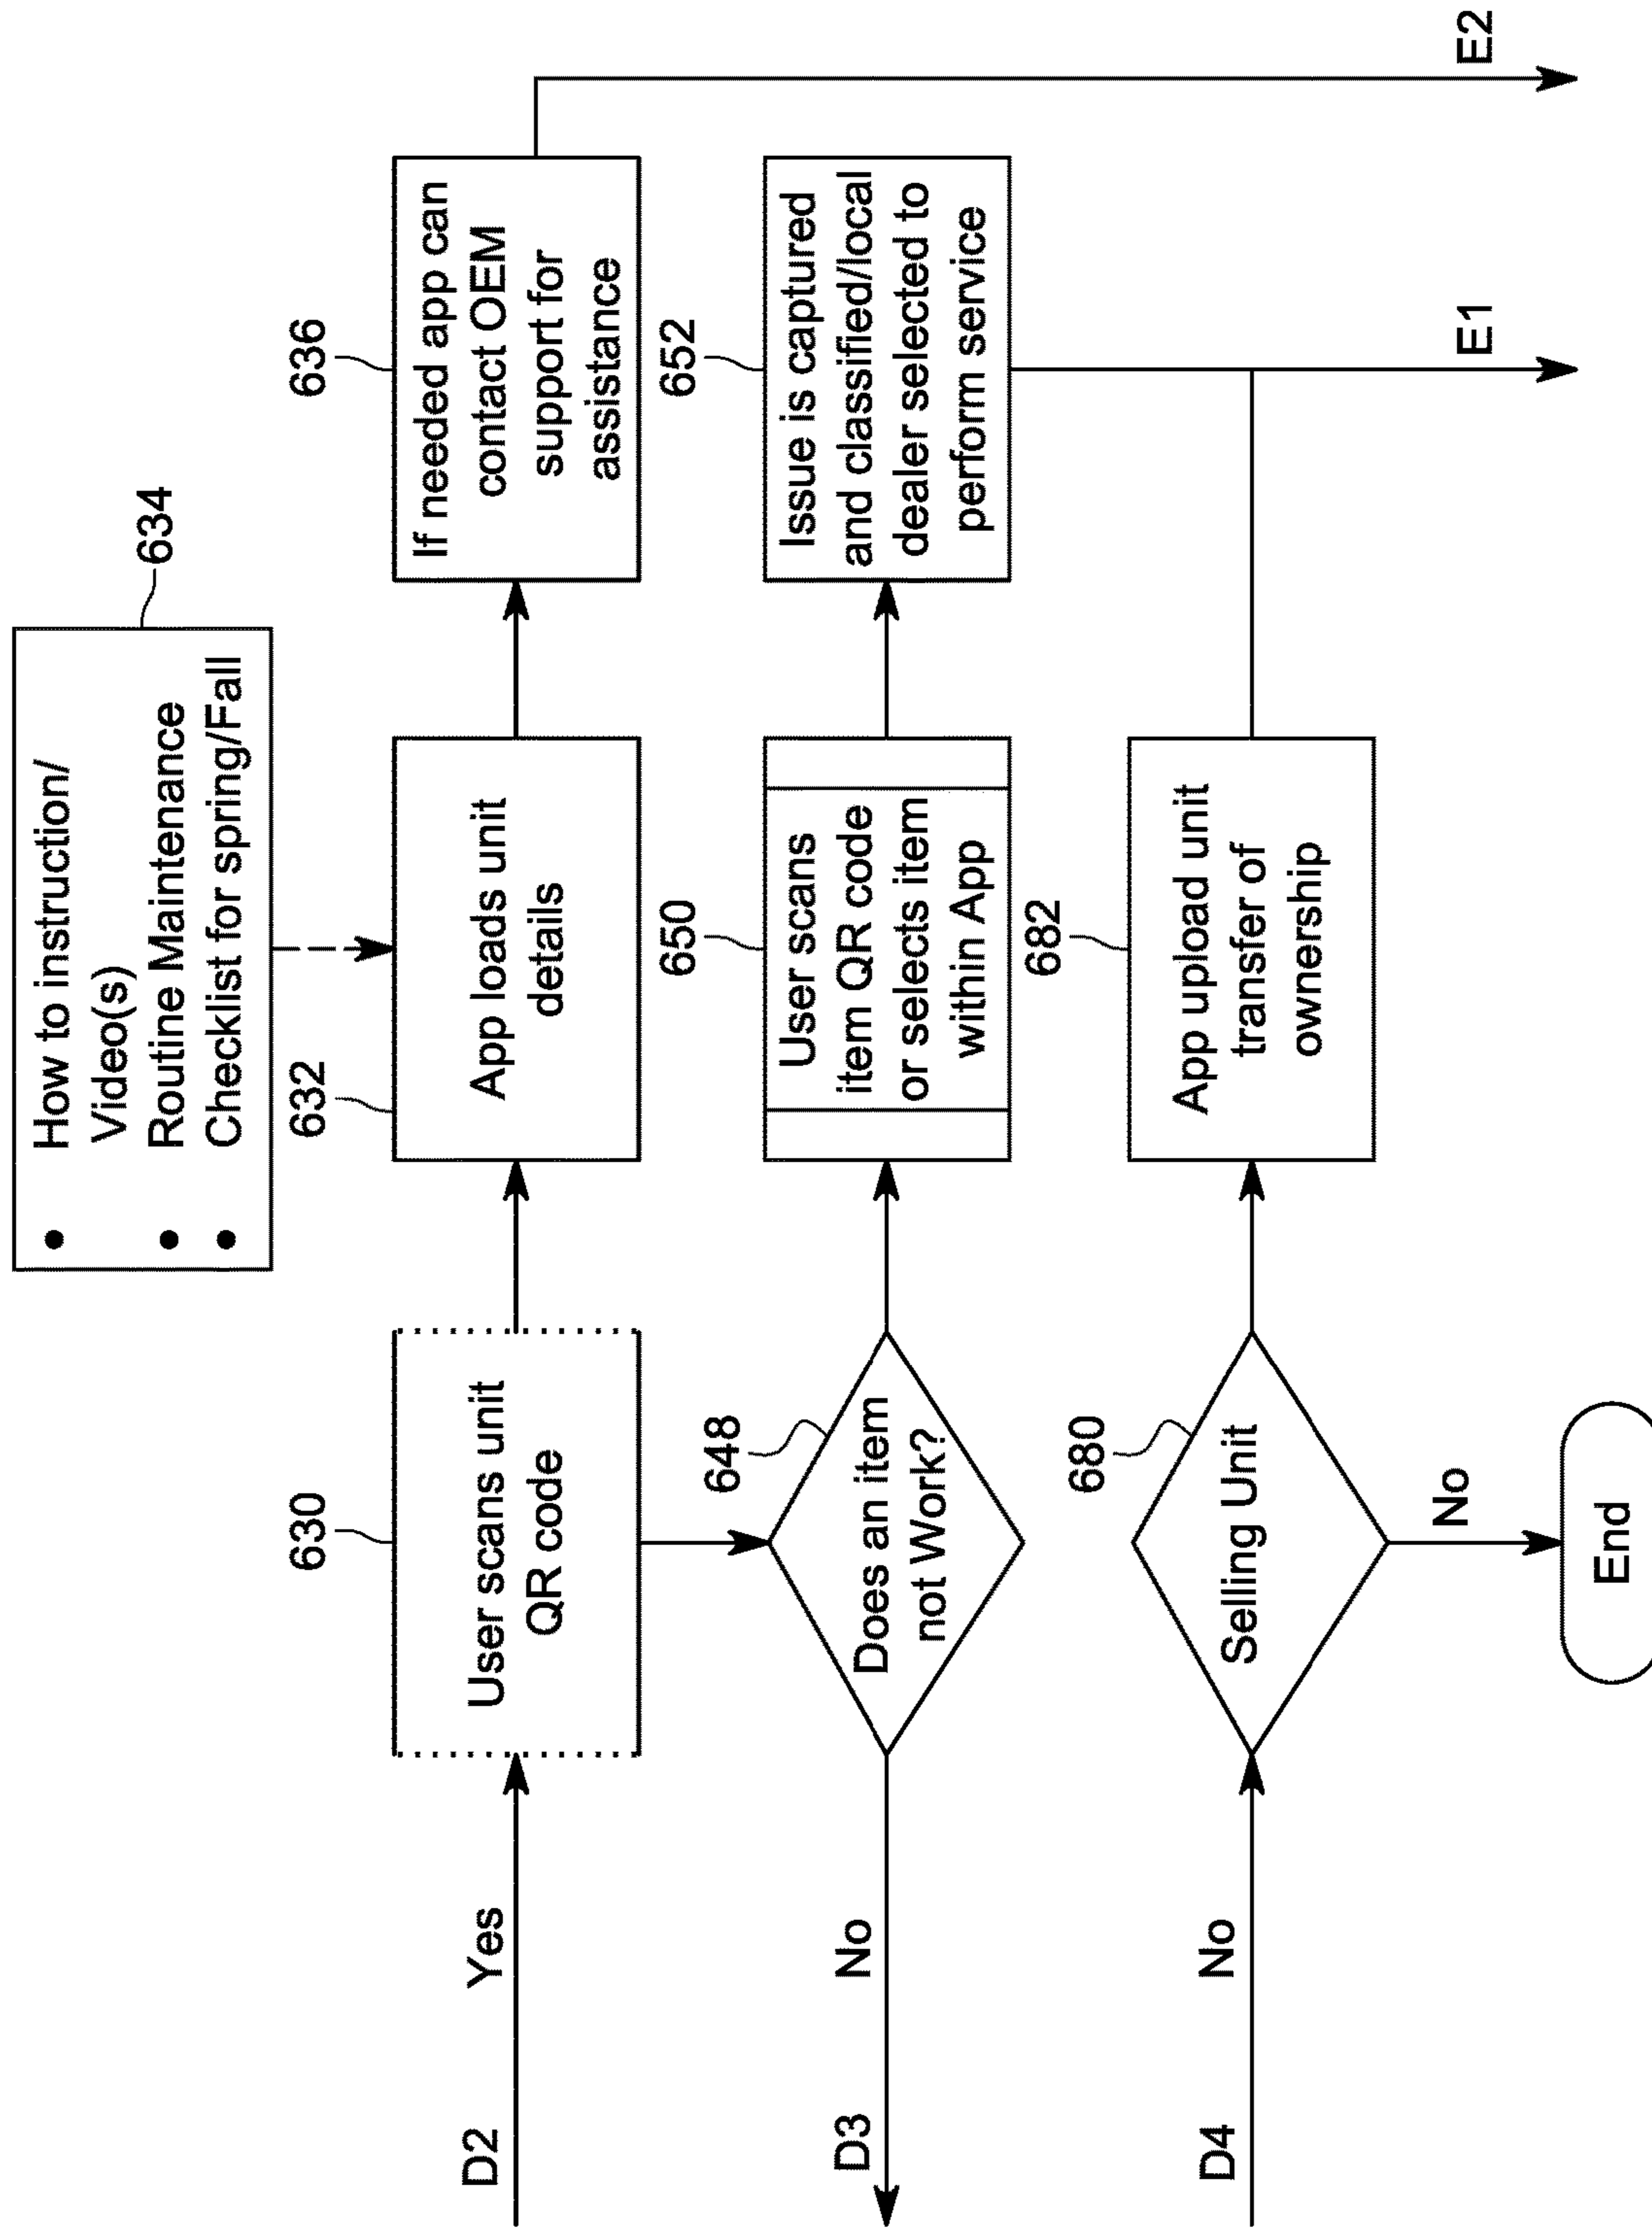 634
• How to instruction/
Video(s)
• Routine Maintenance
• Checklist for spring/Fall
D2
Yes
630
User scans unit
QR code
632
App loads unit
details
636
If needed app can
contact OEM
support for
assistance
E2
D3
No
648
Does an item
not Work?
650
User scans
item QR code
or selects item
within App
652
Issue is captured
and classified/local
dealer selected to
perform service
D4
No
680
Selling Unit
682
App upload unit
transfer of
ownership
E1
No
End